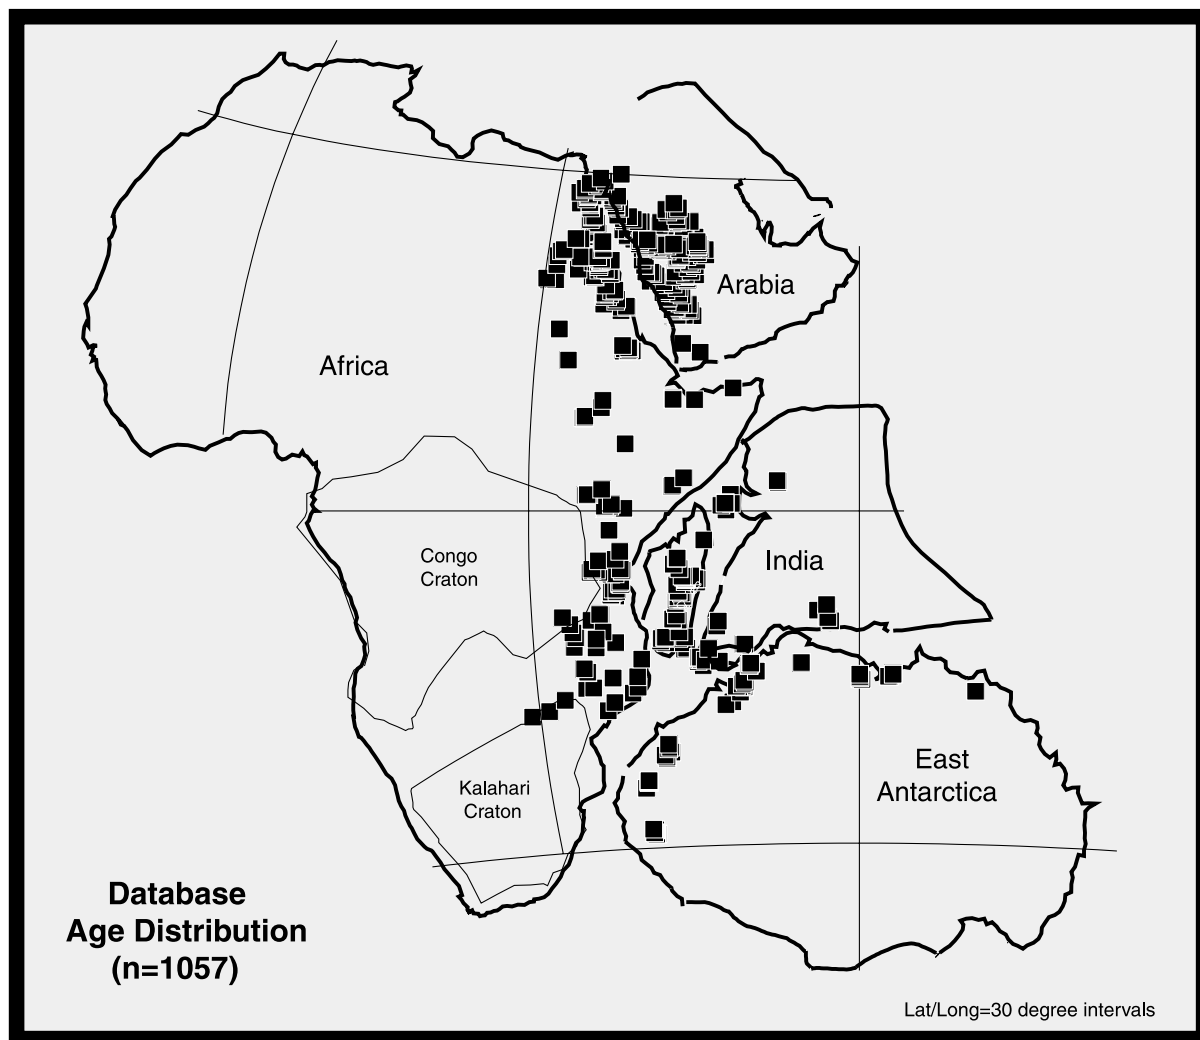 Arabia
Africa
Congo
Craton
India
East
Antarctica
Kalahari
Craton
Database
Age Distribution
(n=1057)
Lat/Long=30 degree intervals